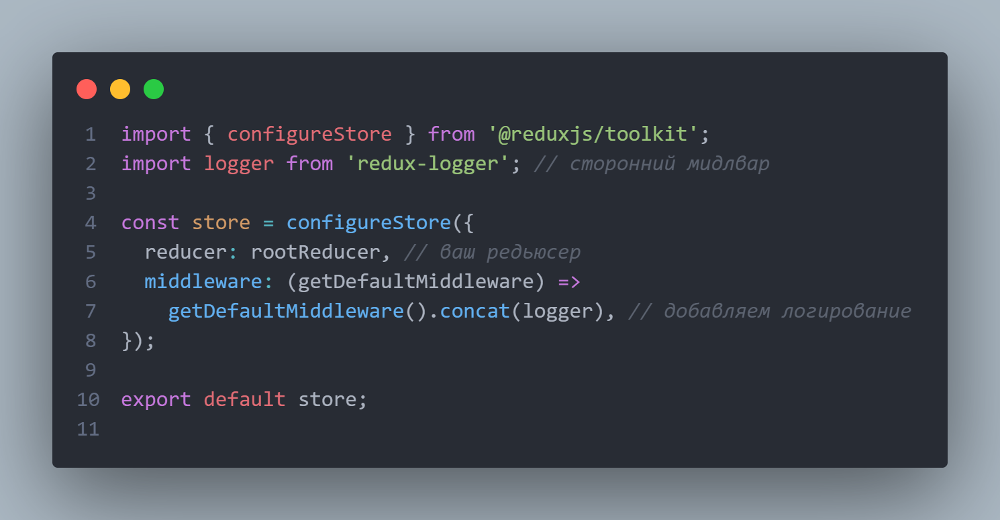 1 import { configureStore } from '@reduxjs/toolkit';
2 import logger from 'redux-logger'; // сторонний мидлвар
3
4 const store = configureStore({
5   reducer: rootReducer, // ваш редьюсер
6   middleware: (getDefaultMiddleware) =>
7     getDefaultMiddleware().concat(logger), // добавляем логирование
8 });
9
10 export default store;
11